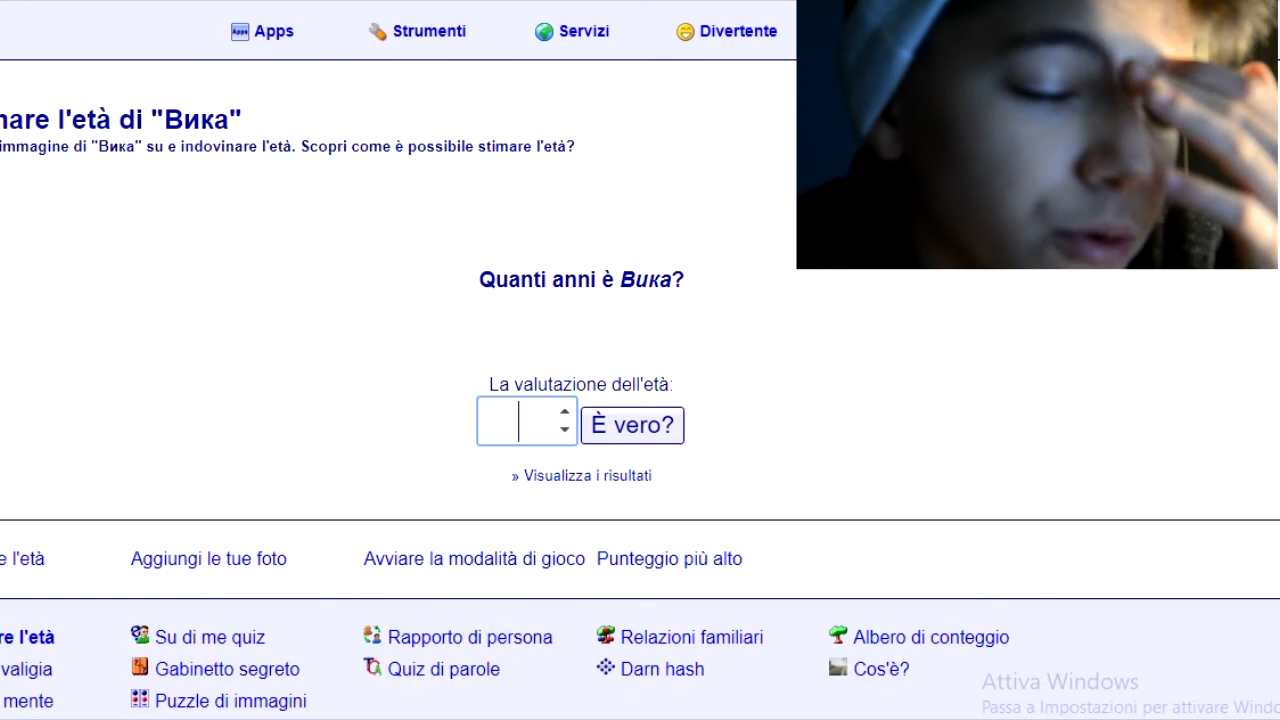 Apps Strumenti Servizi Divertente
nare l'età di "Вика"
immagine di "Вика" su e indovinare l'età. Scopri come è possibile stimare l'età?
Quanti anni è Вика?
La valutazione dell'età:
È vero?
» Visualizza i risultati
e l'età Aggiungi le tue foto Avviare la modalità di gioco Punteggio più alto
re l'età Su di me quiz Rapporto di persona Relazioni familiari Albero di conteggio
valigia Gabinetto segreto Quiz di parole Darn hash Cos'è?
mente Puzzle di immagini
Attiva Windows
Passa a Impostazioni per attivare Windo